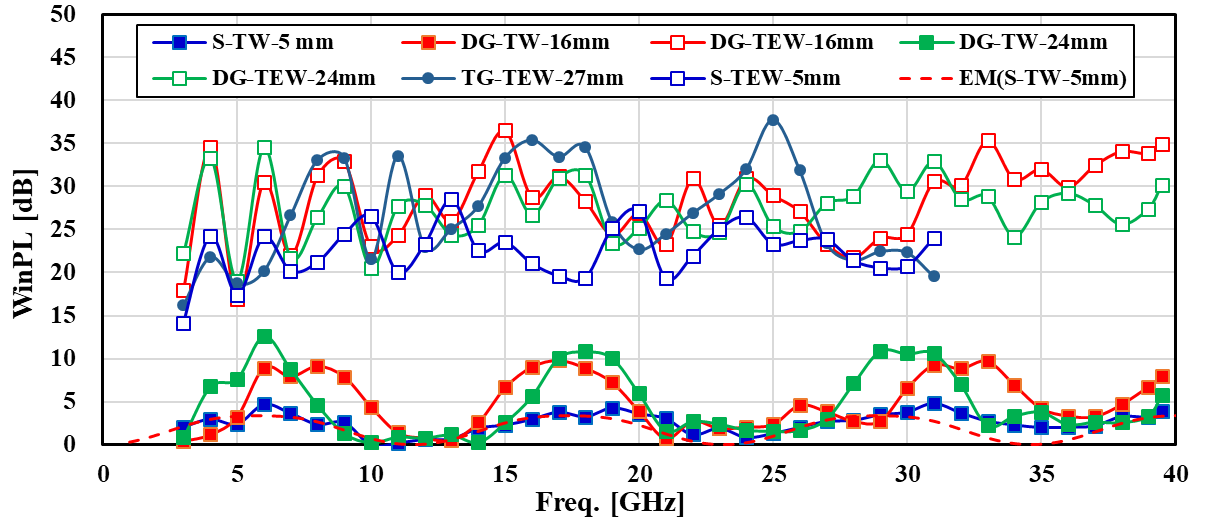 50
45
40
35
30
25
20
15
10
5
0
WinPL [dB]
S-TW-5 mm DG-TW-16mm DG-TEW-16mm DG-TW-24mm
DG-TEW-24mm TG-TEW-27mm S-TEW-5mm EM(S-TW-5mm)
0 5 10 15 20 25 30 35 40
Freq. [GHz]